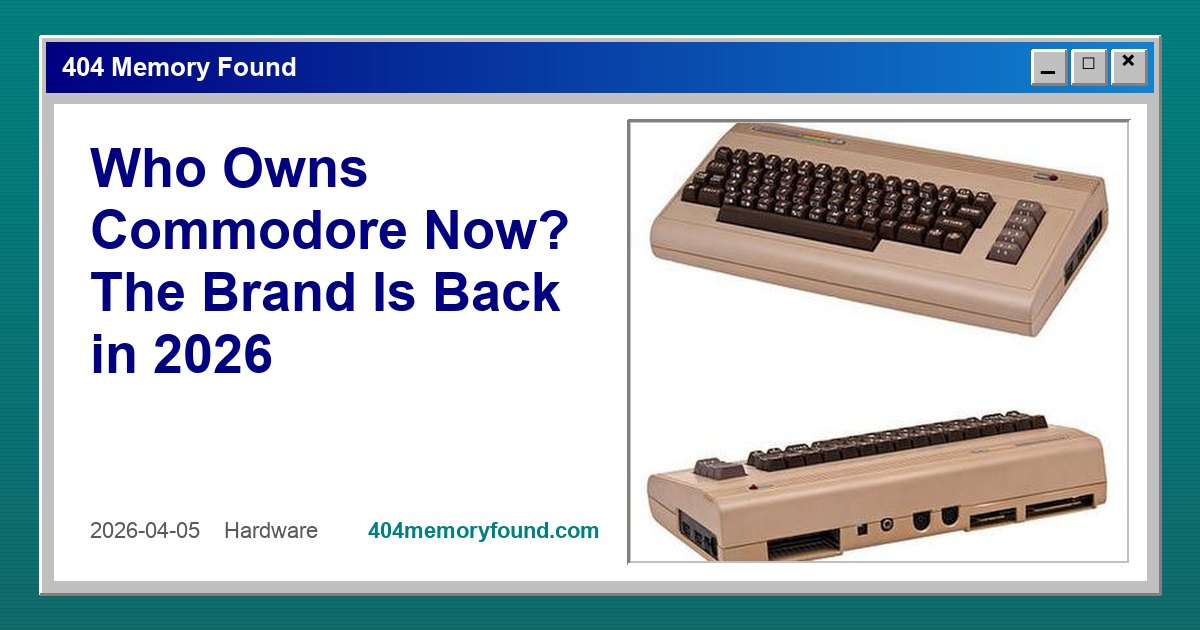 404 Memory Found
Who Owns
Commodore Now?
The Brand Is Back
in 2026
2026-04-05 Hardware 404memoryfound.com